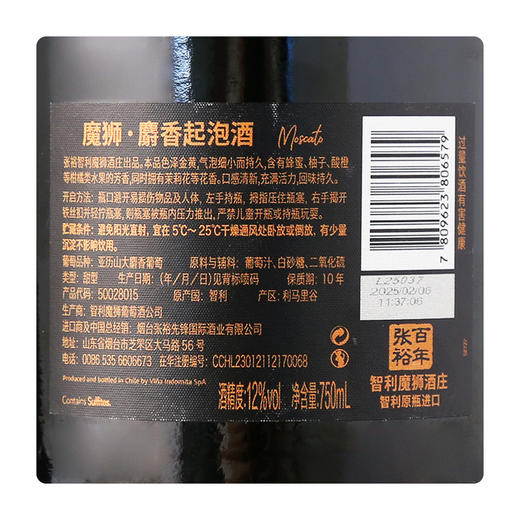 魔狮·麝香起泡酒 Moscato
张裕智利魔狮酒庄出品。本品色泽金黄,气泡细小而持久,含有蜂蜜、柚子、酸橙
等柑橘类水果的芳香,同时拥有茉莉花等花香。口感清新,充满活力,回味持久。
开启方法:瓶口避开易损伤物品及人体,左手持瓶,拇指压住瓶塞,右手揭开
铁丝扣并轻拧瓶塞,则瓶塞被瓶内压力推出,严禁儿童开瓶或持瓶玩耍。
贮藏条件:避免阳光直射,宜在5℃~25℃干燥通风处卧放或倒放,有少量
沉淀不影响饮用。
葡萄品种:亚历山大麝香葡萄 原料与辅料:葡萄汁、白砂糖、二氧化硫
类型:甜型 生产日期:(年/月/日)见背标喷码 保质期:10年
产品代码:50028015 原产国:智利 产区:利马里谷
生产商:智利魔狮葡萄酒公司
进口商及中国总经销:烟台张裕先锋国际酒业有限公司
地址:山东省烟台市芝罘区大马路56号
电话:0086 535 6606673 在华注册编号:CCHL23012112170068
Produced and bottled in Chile by Viña Indomita SpA
Contains Sulfites.
酒精度:12%vol 净含量:750mL
7 809623 806579
过量饮酒有害健康
L25037
2025/02/06
11:37:06
百年
张裕
智利魔狮酒庄
智利原瓶进口